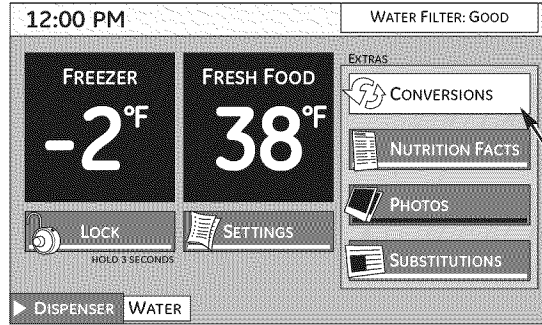 12:00 PM
WATER FILTER: GOOD
FREEZER
-2°F
FRESH FOOD
38°F
EXTRAS
CONVERSIONS
NUTRITION FACTS
PHOTOS
SUBSTITUTIONS
LOCK
HOLD 3 SECONDS
SETTINGS
DISPENSER
WATER